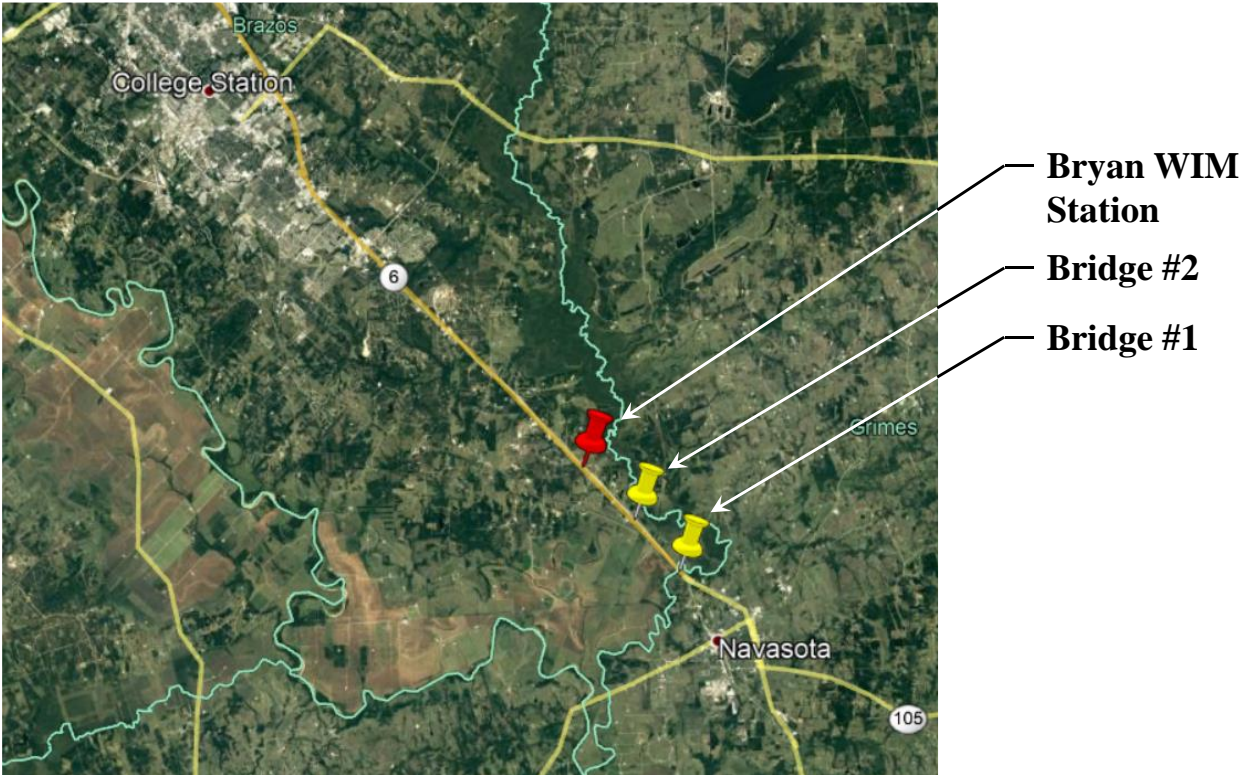 Brazos
College Station
Bryan WIM
Station
Bridge #2
6
Bridge #1
Grimes
Navasota
105